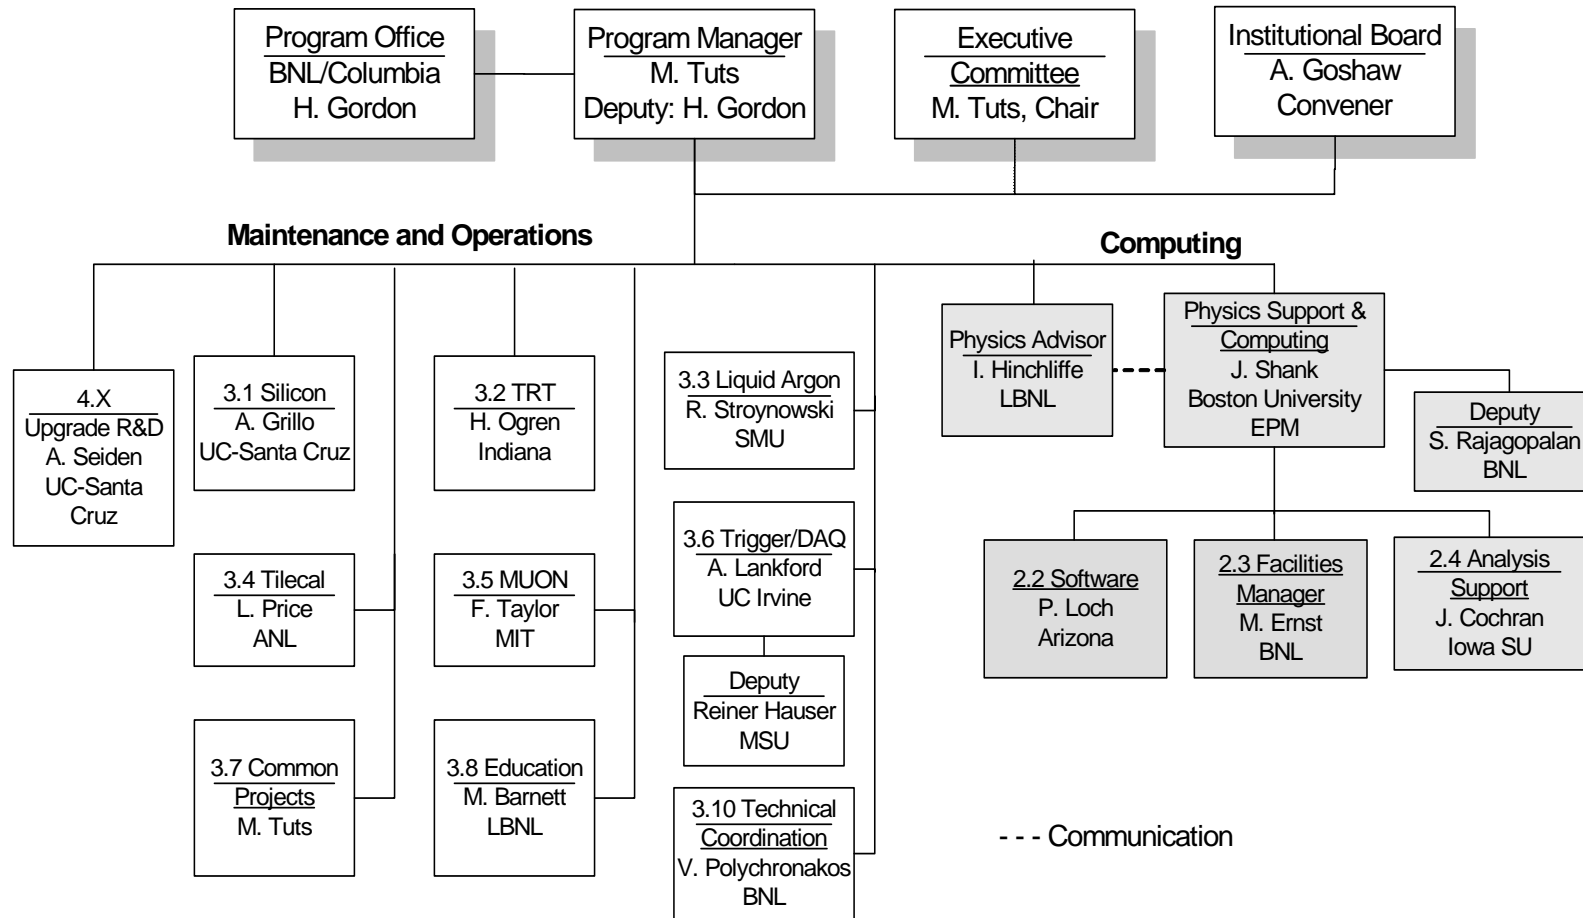 Program Office
BNL/Columbia
H. Gordon
Program Manager
M. Tuts
Deputy: H. Gordon
Executive
Committee
M. Tuts, Chair
Institutional Board
A. Goshaw
Convener
Maintenance and Operations
Computing
4.X
Upgrade R&D
A. Seiden
UC-Santa
Cruz
3.1 Silicon
A. Grillo
UC-Santa Cruz
3.2 TRT
H. Ogren
Indiana
3.3 Liquid Argon
R. Stroynowski
SMU
Physics Advisor
I. Hinchliffe
LBNL
Physics Support &
Computing
J. Shank
Boston University
EPM
Deputy
S. Rajagopalan
BNL
3.4 Tilecal
L. Price
ANL
3.5 MUON
F. Taylor
MIT
3.6 Trigger/DAQ
A. Lankford
UC Irvine
Deputy
Reiner Hauser
MSU
2.2 Software
P. Loch
Arizona
2.3 Facilities
Manager
M. Ernst
BNL
2.4 Analysis
Support
J. Cochran
Iowa SU
3.7 Common
Projects
M. Tuts
3.8 Education
M. Barnett
LBNL
3.10 Technical
Coordination
V. Polychronakos
BNL
- - - Communication